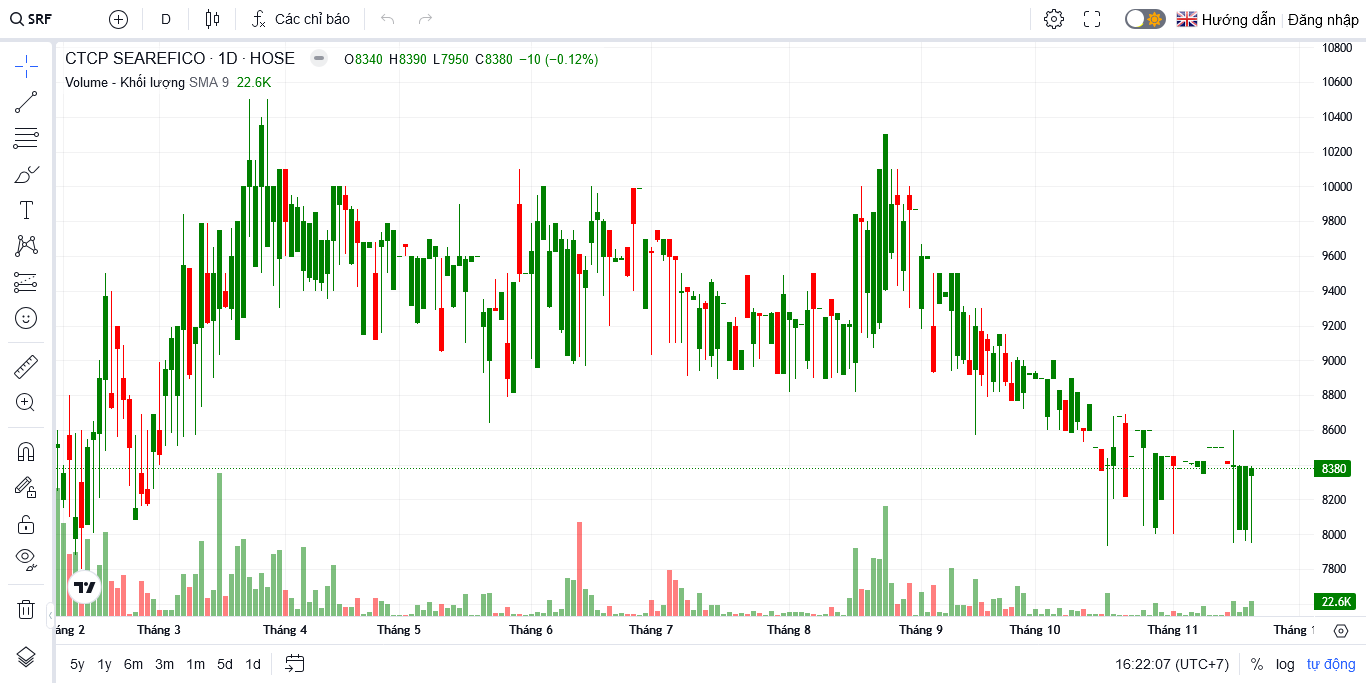 SRF D Các chỉ báo Hướng dẫn Đăng nhập
CTCP SEAREFICO · 1D · HOSE O8340 H8390 L7950 C8380 −10 (−0.12%)
Volume - Khối lượng SMA 9 22.6K
10800
10600
10400
10200
10000
9800
9600
9400
9200
9000
8800
8600
8380
8200
8000
7800
22.6K
áng 2 Tháng 3 Tháng 4 Tháng 5 Tháng 6 Tháng 7 Tháng 8 Tháng 9 Tháng 10 Tháng 11 Tháng 1
5y 1y 6m 3m 1m 5d 1d 16:22:07 (UTC+7) % log tự động